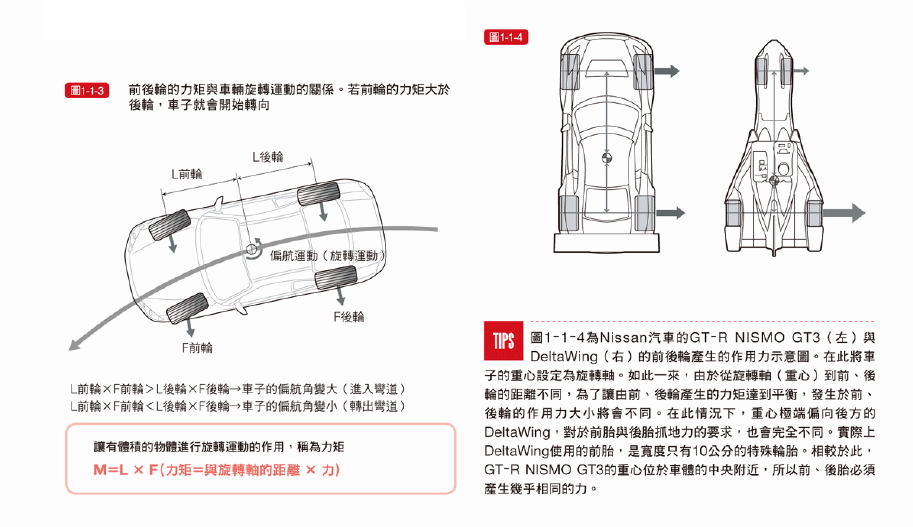 圖1-1-3
前後輪的力矩與車輛旋轉運動的關係。若前輪的力矩大於
後輪，車子就會開始轉向
L後輪
L前輪
偏航運動（旋轉運動）
F後輪
F前輪
L前輪×F前輪>L後輪×F後輪→車子的偏航角變大（進入彎道）
L前輪×F前輪<L後輪×F後輪→車子的偏航角變小（轉出彎道）
讓有體積的物體進行旋轉運動的作用，稱為力矩
M=L × F(力矩=與旋轉軸的距離 × 力)
圖1-1-4
TIPS
圖1-1-4為Nissan汽車的GT-R NISMO GT3（左）與
DeltaWing（右）的前後輪產生的作用力示意圖。在此將車
子的重心設定為旋轉軸。如此一來，由於從旋轉軸（重心）到前、後
輪的距離不同，為了讓由前、後輪產生的力矩達到平衡，發生於前、
後輪的作用力大小將會不同。在此情況下，重心極端偏向後方的
DeltaWing，對於前胎與後胎抓地力的要求，也會完全不同。實際上
DeltaWing使用的前胎，是寬度只有10公分的特殊輪胎。相較於此，
GT-R NISMO GT3的重心位於車體的中央附近，所以前、後胎必須
產生幾乎相同的力。